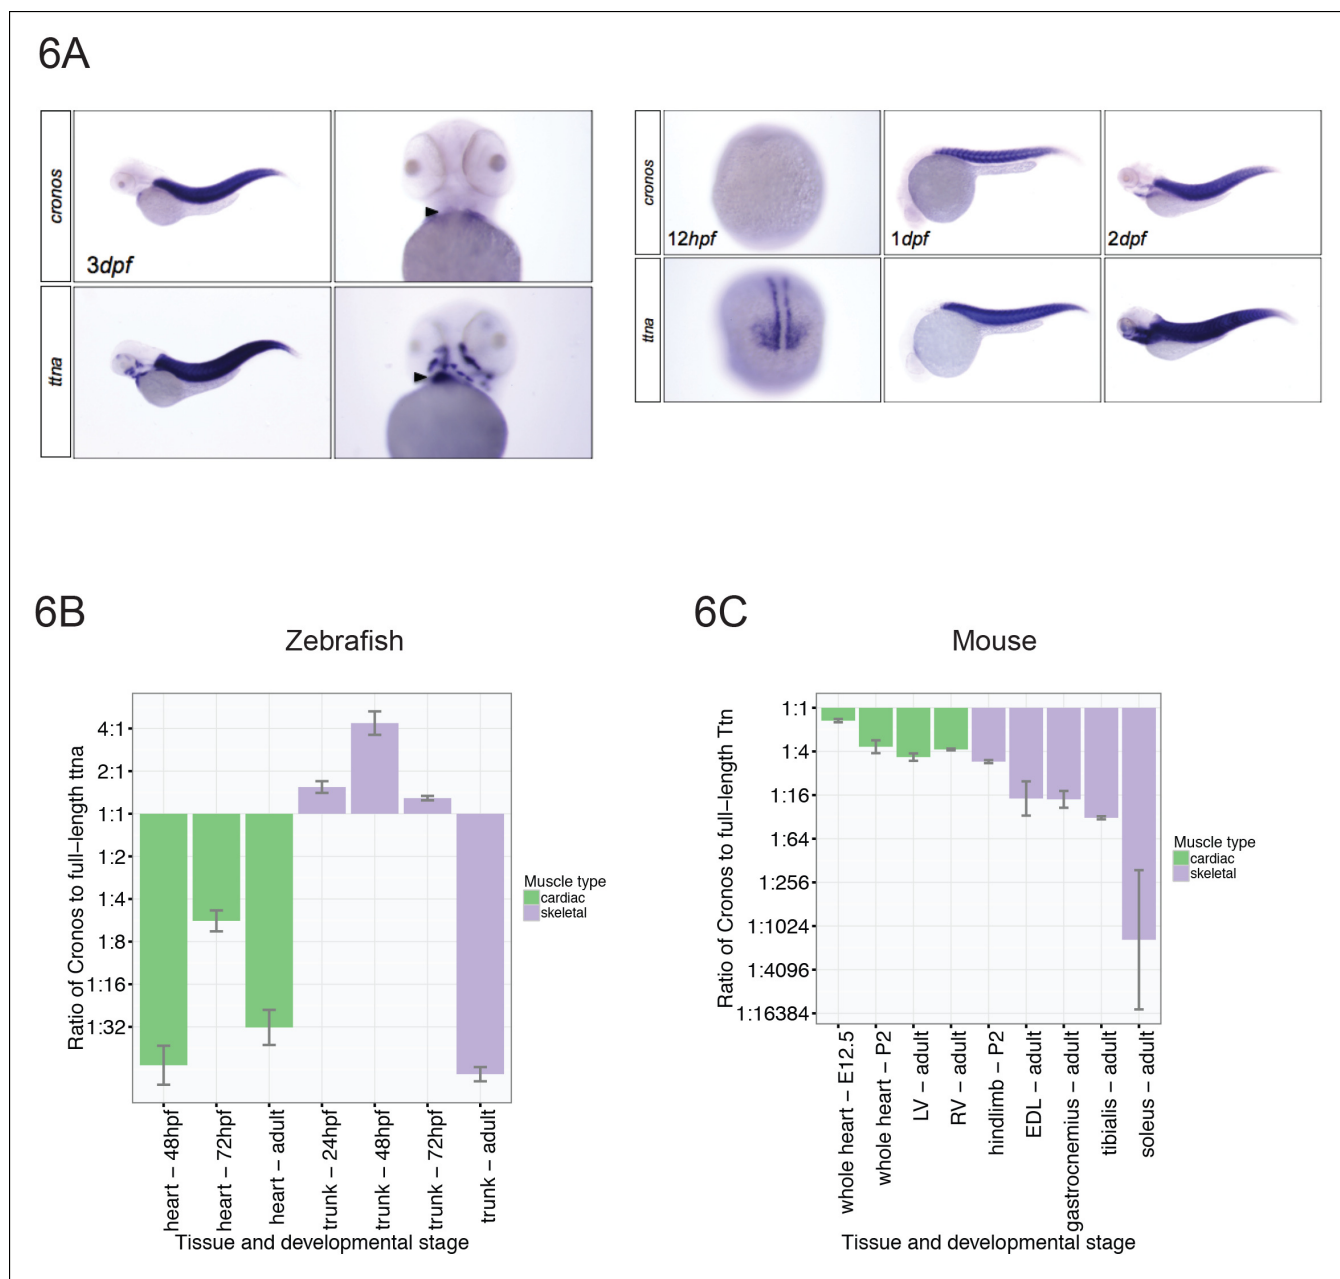 6A
cronos
3dpf
ttna
cronos
12hpf
1dpf
2dpf
ttna
6B
Zebrafish
Ratio of Cronos to full–length ttna
4:1
2:1
1:1
1:2
1:4
1:8
1:16
1:32
heart – 48hpf
heart – 72hpf
heart – adult
trunk – 24hpf
trunk – 48hpf
trunk – 72hpf
trunk – adult
Tissue and developmental stage
Muscle type
cardiac
skeletal
6C
Mouse
Ratio of Cronos to full–length Ttn
1:1
1:4
1:16
1:64
1:256
1:1024
1:4096
1:16384
whole heart – E12.5
whole heart – P2
LV – adult
RV – adult
hindlimb – P2
EDL – adult
gastrocnemius – adult
tibialis – adult
soleus – adult
Tissue and developmental stage
Muscle type
cardiac
skeletal